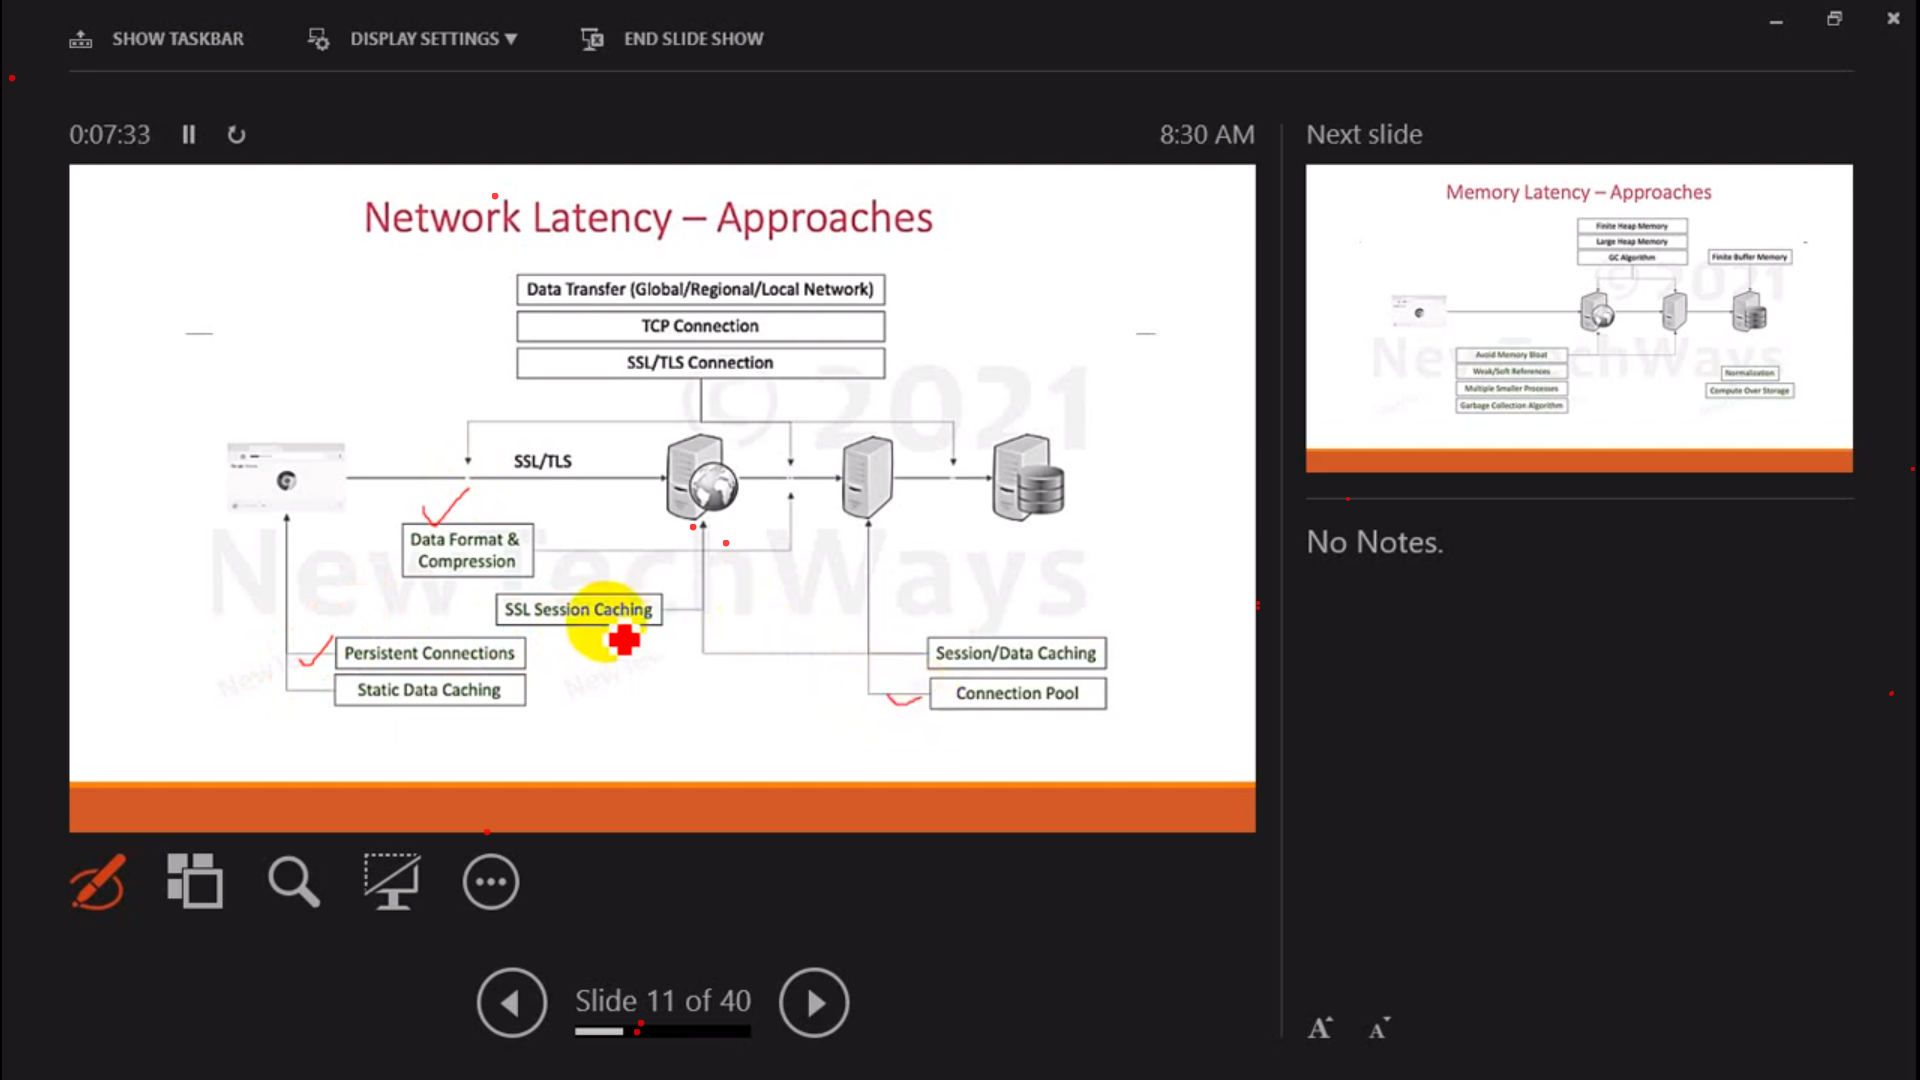 SHOW TASKBAR
DISPLAY SETTINGS ▼
END SLIDE SHOW
0:07:33
8:30 AM
Next slide
Network Latency – Approaches
Data Transfer (Global/Regional/Local Network)
TCP Connection
SSL/TLS Connection
© 2021
SSL/TLS
Data Format &
Compression
NewTechWays
SSL Session Caching
Persistent Connections
Static Data Caching
Session/Data Caching
Connection Pool
Memory Latency – Approaches
Finite Heap Memory
Large Heap Memory
GC Algorithm
Finite Buffer Memory
© 2021
NewTechWays
Avoid Memory Bloat
Weak/Soft References
Multiple Smaller Processes
Garbage Collection Algorithm
Normalization
Compute Over Storage
No Notes.
Slide 11 of 40
A A